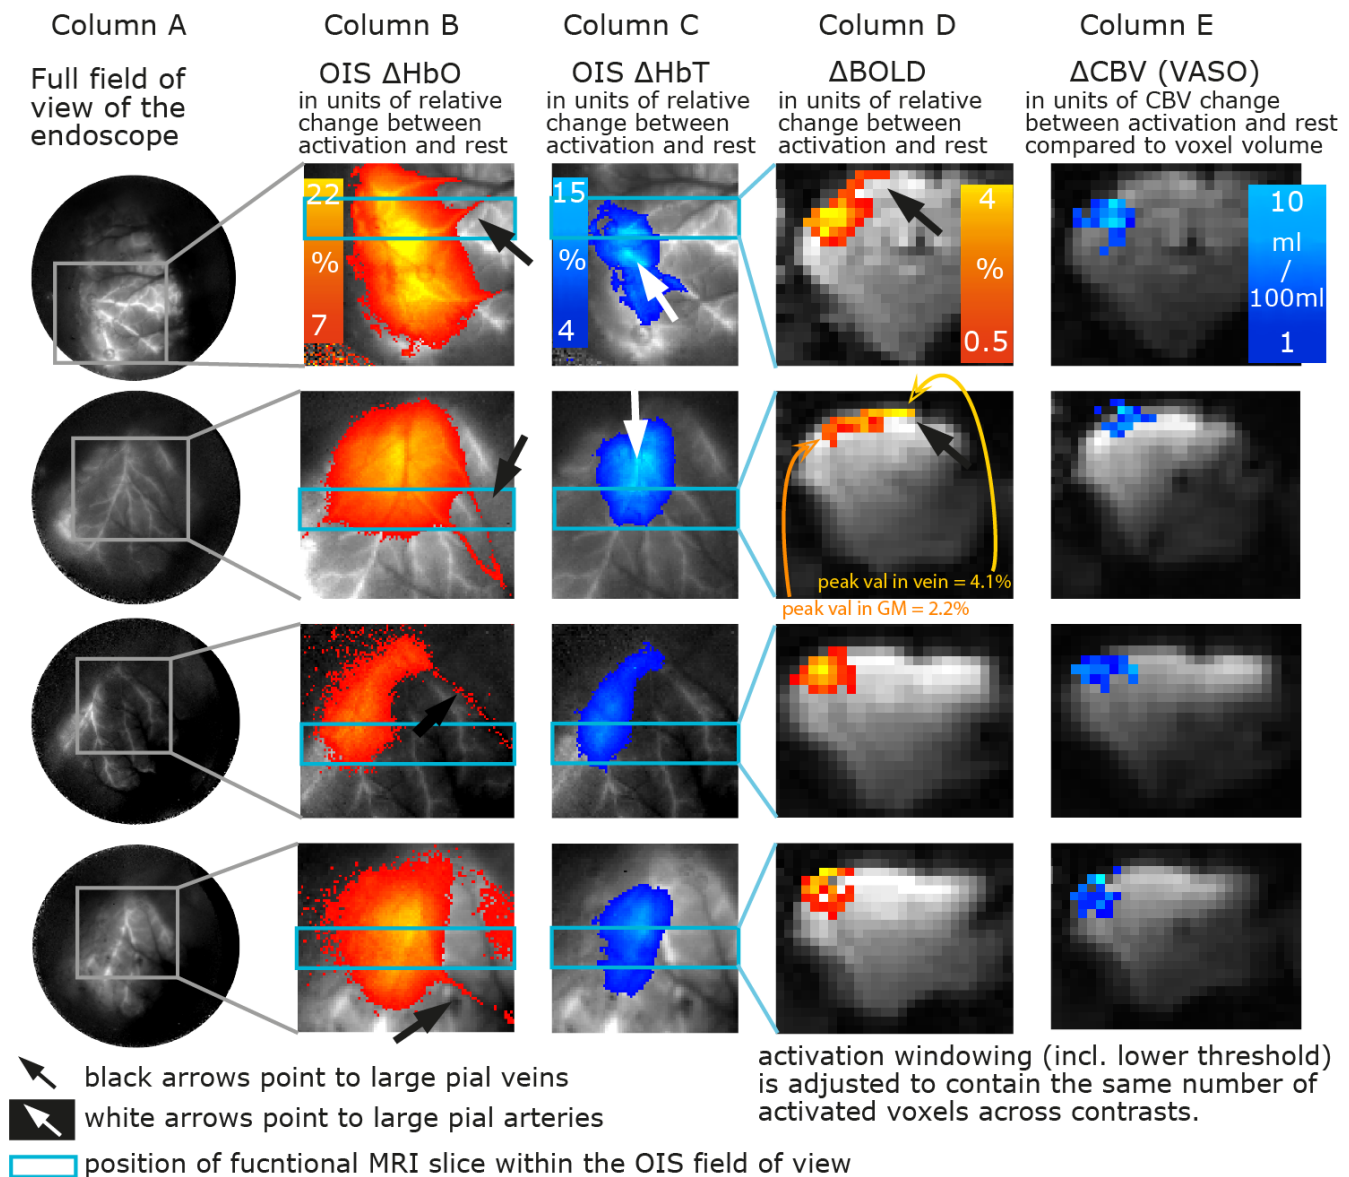 Column A
Column B
Column C
Column D
Column E
Full field of
view of the
endoscope
OIS ΔHbO
in units of relative
change between
activation and rest
OIS ΔHbT
in units of relative
change between
activation and rest
ΔBOLD
in units of relative
change between
activation and rest
ΔCBV (VASO)
in units of CBV change
between activation and rest
compared to voxel volume
22
%
7
15
%
4
4
%
0.5
10
ml
/
100ml
1
peak val in vein = 4.1%
peak val in GM = 2.2%
black arrows point to large pial veins
white arrows point to large pial arteries
position of fucntional MRI slice within the OIS field of view
activation windowing (incl. lower threshold)
is adjusted to contain the same number of
activated voxels across contrasts.